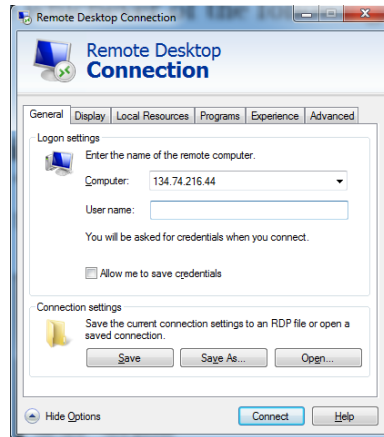 Remote Desktop Connection
Remote Desktop
Connection
General Display Local Resources Programs Experience Advanced
Logon settings
Enter the name of the remote computer.
Computer: 134.74.216.44
User name:
You will be asked for credentials when you connect.
Allow me to save credentials
Connection settings
Save the current connection settings to an RDP file or open a
saved connection.
Save Save As... Open...
Hide Options Connect Help